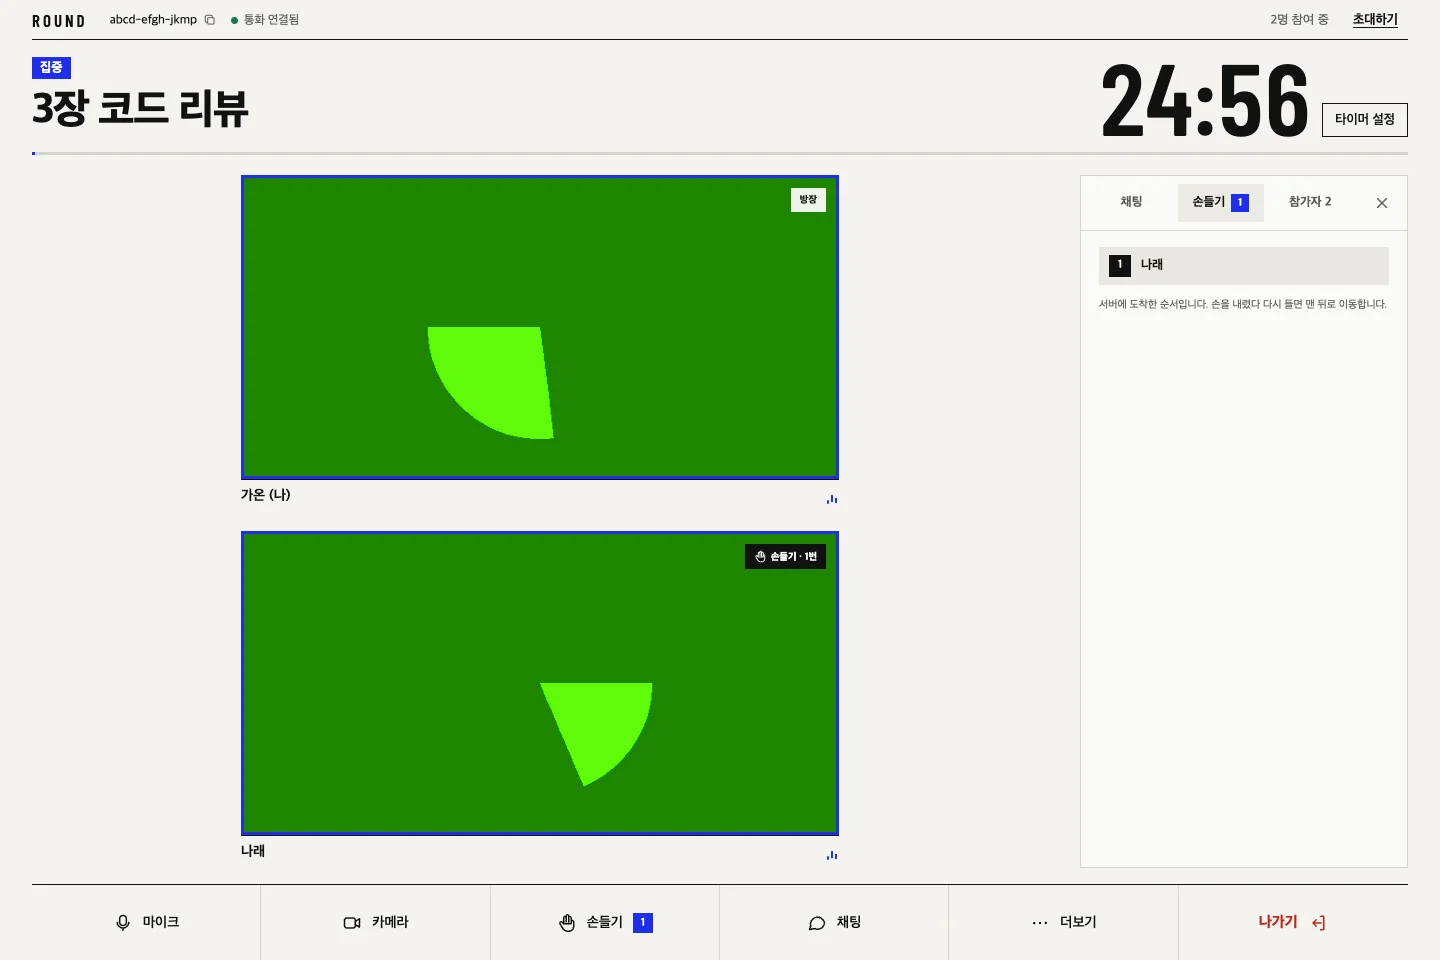 ROUND abcd-efgh-jkmp 통화 연결됨 2명 참여 중 초대하기
집중
3장 코드 리뷰
24:56 타이머 설정
방장
가온 (나)
손들기 · 1번
나래
채팅 손들기 1 참가자 2
1 나래
서버에 도착한 순서입니다. 손을 내렸다 다시 들면 맨 뒤로 이동합니다.
마이크 카메라 손들기 1 채팅 더보기 나가기